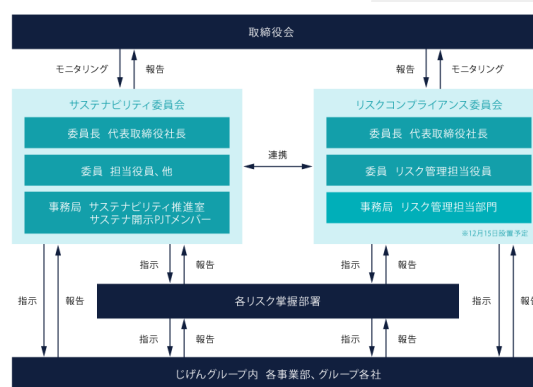 取締役会
モニタリング
報告
報告
モニタリング
サステナビリティ委員会
委員長 代表取締役社長
委員 担当役員、他
事務局 サステナビリティ推進室
サステナ開示PJTメンバー
連携
リスクコンプライアンス委員会
委員長 代表取締役社長
委員 リスク管理担当役員
事務局 リスク管理担当部門
※12月15日設置予定
指示
報告
指示
報告
指示
報告
指示
報告
各リスク掌握部署
指示
報告
指示
報告
じげんグループ内 各事業部、グループ各社